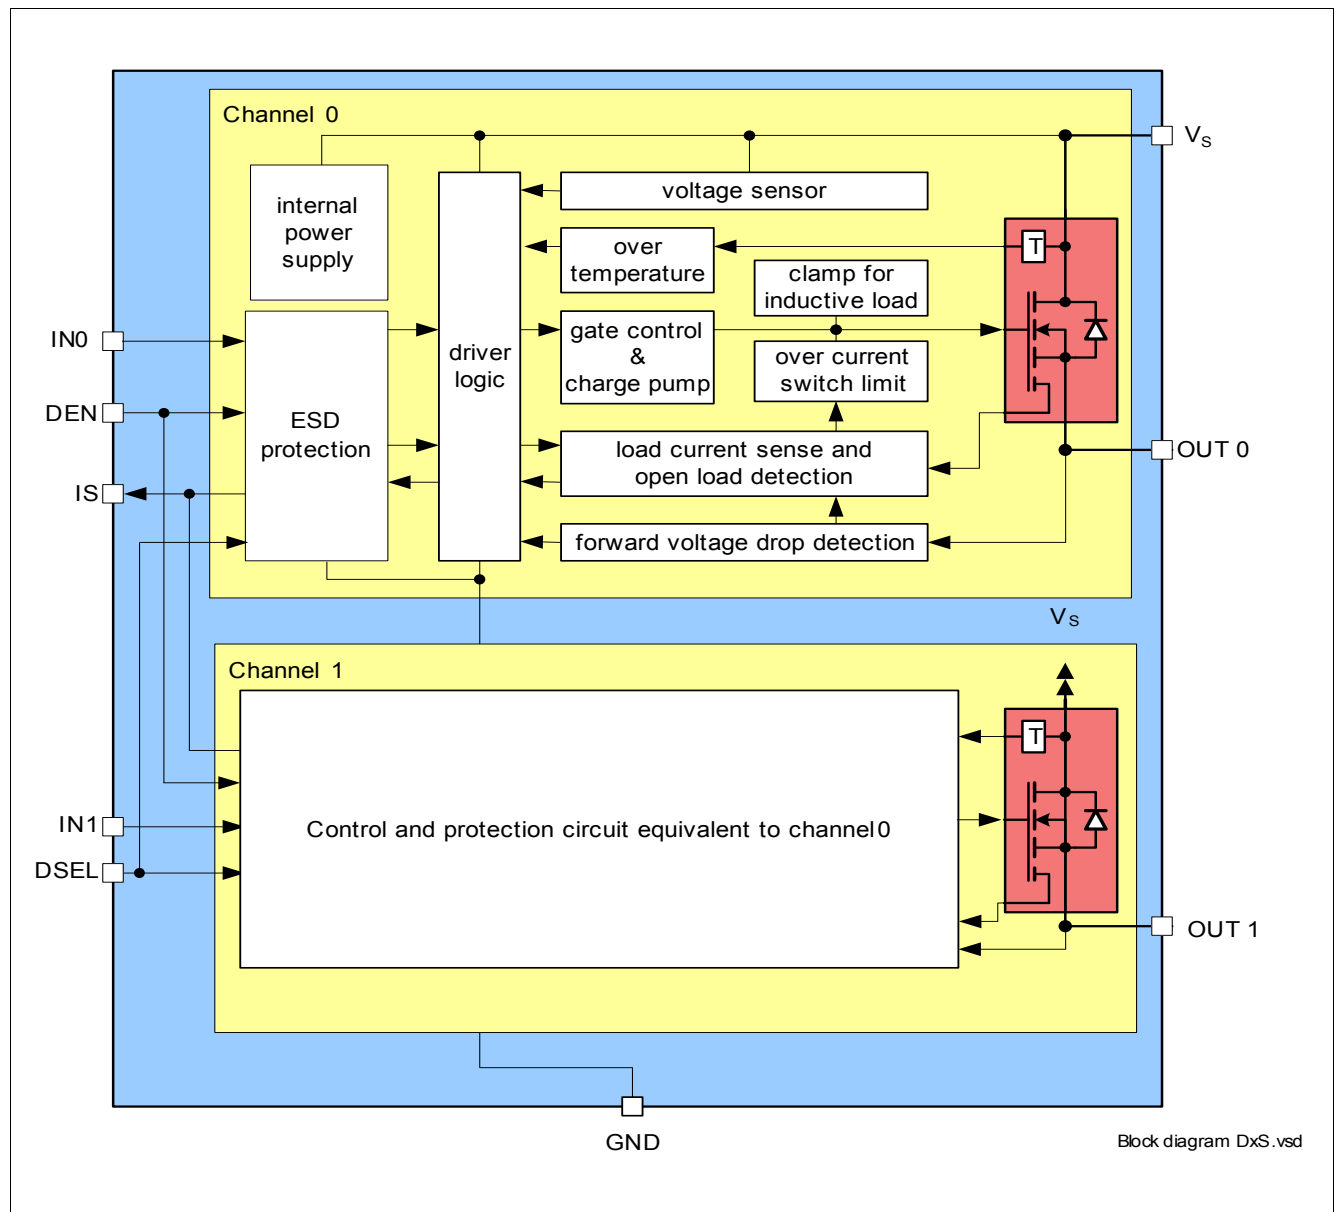 Channel 0
VS
internal
power
supply
voltage sensor
over
temperature
T
clamp for
inductive load
IN0
gate control
&
charge pump
driver
logic
over current
switch limit
DEN
ESD
protection
load current sense and
open load detection
OUT 0
IS
forward voltage drop detection
VS
Channel 1
T
IN1
Control and protection circuit equivalent to channel 0
DSEL
OUT 1
GND
Block diagram DxS.vsd